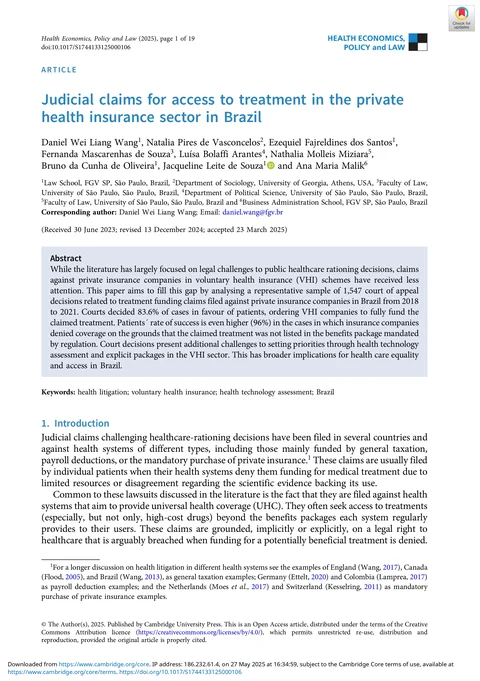 Health Economics, Policy and Law (2025), page 1 of 19
doi:10.1017/S1744133125000106
HEALTH ECONOMICS,
POLICY and LAW
Check for
updates
ARTICLE
Judicial claims for access to treatment in the private
health insurance sector in Brazil
Daniel Wei Liang Wang1, Natalia Pires de Vasconcelos2, Ezequiel Fajreldines dos Santos1,
Fernanda Mascarenhas de Souza3, Luísa Bolaffi Arantes4, Nathalia Molleis Miziara5,
Bruno da Cunha de Oliveira1, Jacqueline Leite de Souza1 and Ana Maria Malik6
1Law School, FGV SP, São Paulo, Brazil, 2Department of Sociology, University of Georgia, Athens, USA, 3Faculty of Law,
University of São Paulo, São Paulo, Brazil, 4Department of Political Science, University of São Paulo, São Paulo, Brazil,
5Faculty of Law, University of São Paulo, São Paulo, Brazil and 6Business Administration School, FGV SP, São Paulo, Brazil
Corresponding author: Daniel Wei Liang Wang; Email: daniel.wang@fgv.br
(Received 30 June 2023; revised 13 December 2024; accepted 23 March 2025)
Abstract
While the literature has largely focused on legal challenges to public healthcare rationing decisions, claims
against private insurance companies in voluntary health insurance (VHI) schemes have received less
attention. This paper aims to fill this gap by analysing a representative sample of 1,547 court of appeal
decisions related to treatment funding claims filed against private insurance companies in Brazil from 2018
to 2021. Courts decided 83.6% of cases in favour of patients, ordering VHI companies to fully fund the
claimed treatment. Patients´ rate of success is even higher (96%) in the cases in which insurance companies
denied coverage on the grounds that the claimed treatment was not listed in the benefits package mandated
by regulation. Court decisions present additional challenges to setting priorities through health technology
assessment and explicit packages in the VHI sector. This has broader implications for health care equality
and access in Brazil.
Keywords: health litigation; voluntary health insurance; health technology assessment; Brazil
1. Introduction
Judicial claims challenging healthcare-rationing decisions have been filed in several countries and
against health systems of different types, including those mainly funded by general taxation,
payroll deductions, or the mandatory purchase of private insurance.1 These claims are usually filed
by individual patients when their health systems deny them funding for medical treatment due to
limited resources or disagreement regarding the scientific evidence backing its use.
Common to these lawsuits discussed in the literature is the fact that they are filed against health
systems that aim to provide universal health coverage (UHC). They often seek access to treatments
(especially, but not only, high-cost drugs) beyond the benefits packages each system regularly
provides to their users. These claims are grounded, implicitly or explicitly, on a legal right to
healthcare that is arguably breached when funding for a potentially beneficial treatment is denied.
1For a longer discussion on health litigation in different health systems see the examples of England (Wang, 2017), Canada
(Flood, 2005), and Brazil (Wang, 2013), as general taxation examples; Germany (Ettelt, 2020) and Colombia (Lamprea, 2017)
as payroll deduction examples; and the Netherlands (Moes et al., 2017) and Switzerland (Kesselring, 2011) as mandatory
purchase of private insurance examples.
© The Author(s), 2025. Published by Cambridge University Press. This is an Open Access article, distributed under the terms of the Creative
Commons Attribution licence (https://creativecommons.org/licenses/by/4.0/), which permits unrestricted re-use, distribution and
reproduction, provided the original article is properly cited.
Downloaded from https://www.cambridge.org/core. IP address: 186.232.61.4, on 27 May 2025 at 16:34:59, subject to the Cambridge Core terms of use, available at
https://www.cambridge.org/core/terms. https://doi.org/10.1017/S1744133125000106